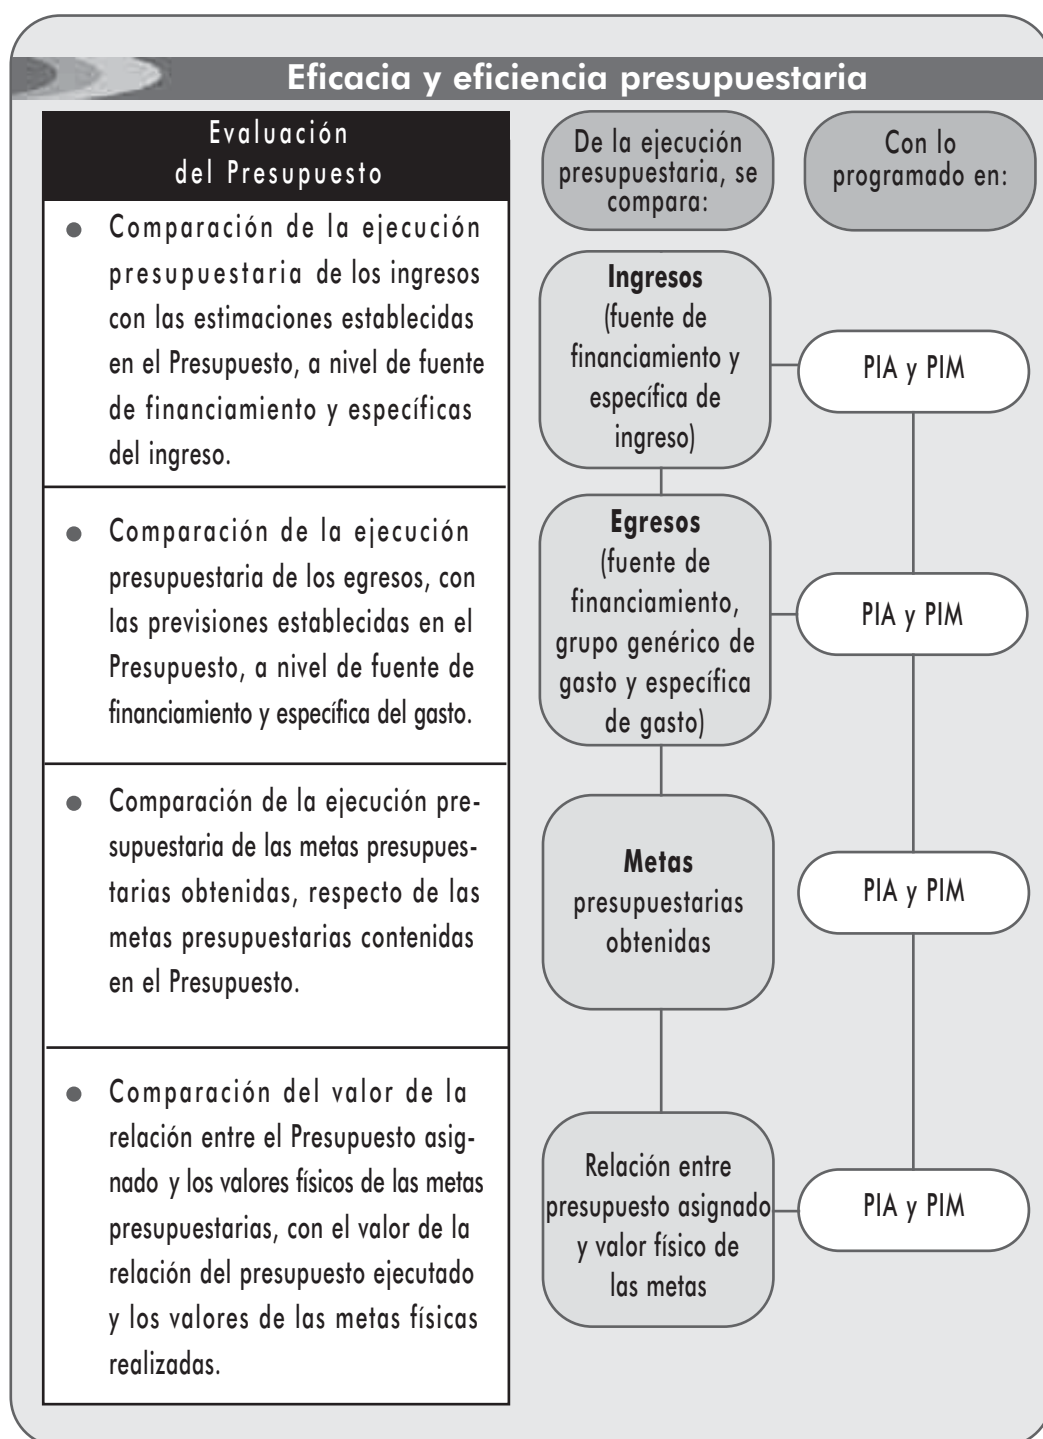 Eficacia y eficiencia presupuestaria
Evaluación
del Presupuesto
● Comparación de la ejecución
presupuestaria de los ingresos
con las estimaciones establecidas
en el Presupuesto, a nivel de fuente
de financiamiento y específicas
del ingreso.
● Comparación de la ejecución
presupuestaria de los egresos, con
las previsiones establecidas en el
Presupuesto, a nivel de fuente de
financiamiento y específica del gasto.
● Comparación de la ejecución pre-
supuestaria de las metas presupues-
tarias obtenidas, respecto de las
metas presupuestarias contenidas
en el Presupuesto.
● Comparación del valor de la
relación entre el Presupuesto asig-
nado y los valores físicos de las metas
presupuestarias, con el valor de la
relación del presupuesto ejecutado
y los valores de las metas físicas
realizadas.
De la ejecución
presupuestaria, se
compara:
Ingresos
(fuente de
financiamiento y
específica de
ingreso)
Egresos
(fuente de
financiamiento,
grupo genérico de
gasto y específica
de gasto)
Metas
presupuestarias
obtenidas
Relación entre
presupuesto asignado
y valor físico de
las metas
Con lo
programado en:
PIA y PIM
PIA y PIM
PIA y PIM
PIA y PIM